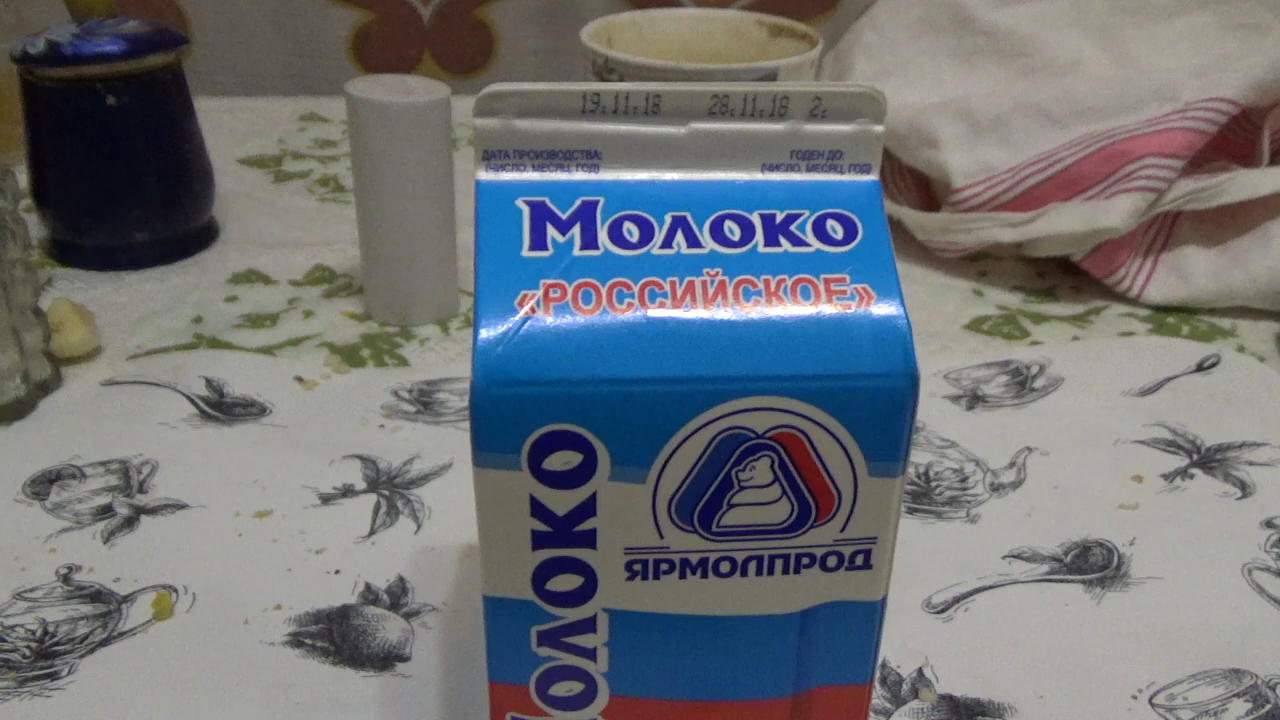 19.11.18 28.11.18 2.
ДАТА ПРОИЗВОДСТВА: ГОДЕН ДО:
(ЧИСЛО, МЕСЯЦ, ГОД) (ЧИСЛО, МЕСЯЦ, ГОД)
Молоко
«РОССИЙСКОЕ»
ЯРМОЛПРОД
МОЛОКО